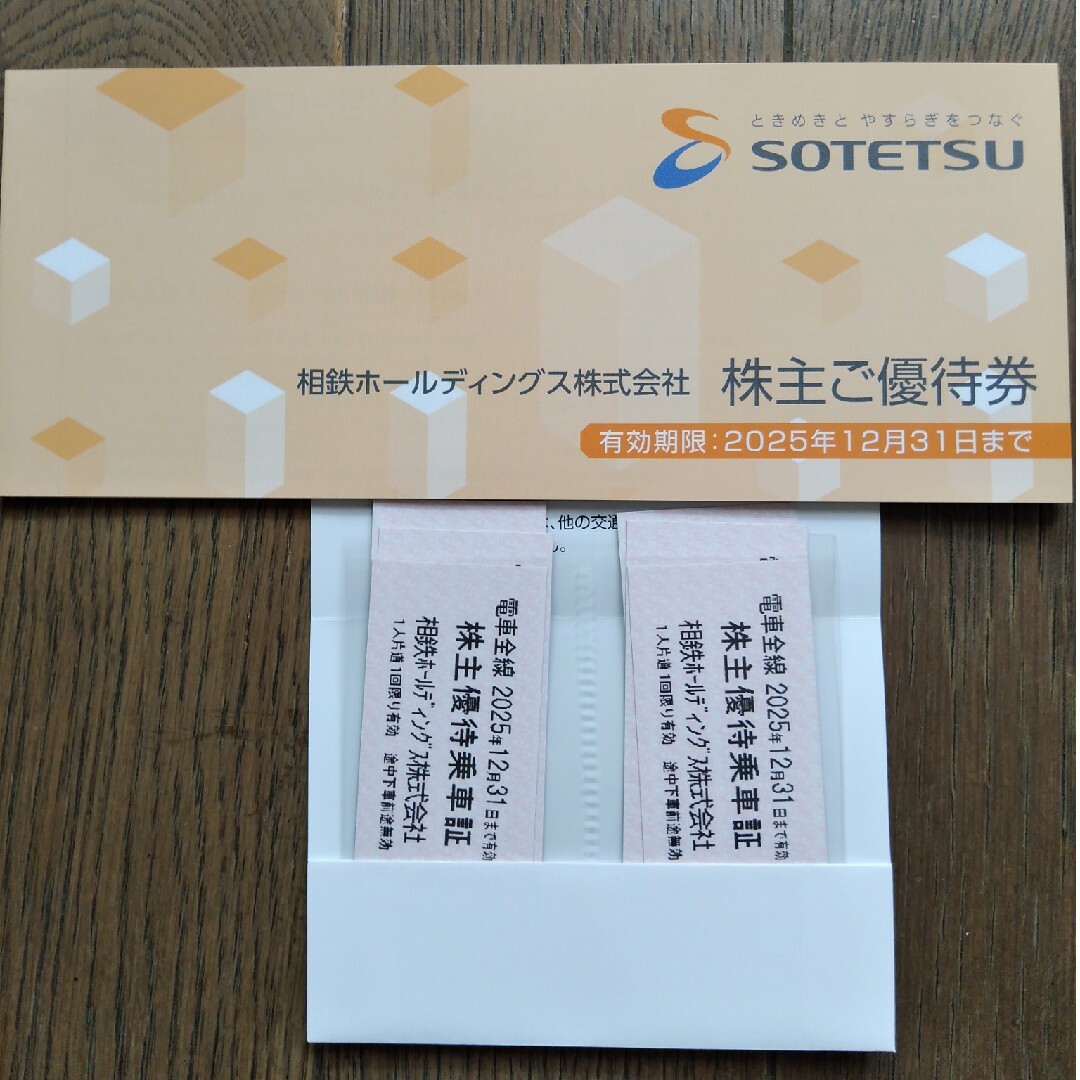 ときめきと やすらぎをつなぐ
SOTETSU
相鉄ホールディングス株式会社 株主ご優待券
有効期限：2025年12月31日まで
、他の交通
電車全線 2025年12月31日まで有効
株主優待乗車証
相鉄ホールディングス株式会社
1人片道1回限り有効 途中下車前途無効
電車全線 2025年12月31日まで有効
株主優待乗車証
相鉄ホールディングス株式会社
1人片道1回限り有効 途中下車前途無効